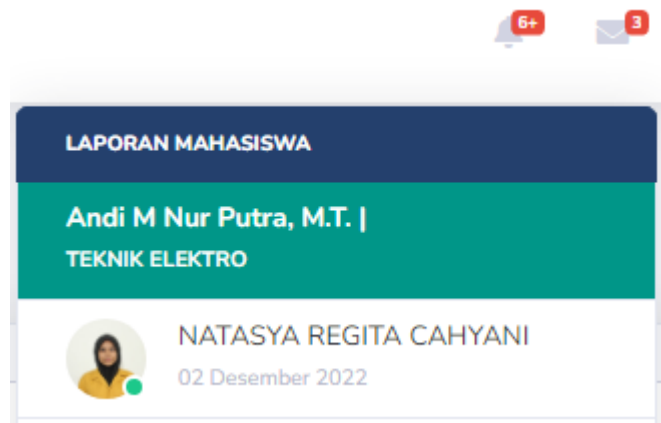 6+ 3
LAPORAN MAHASISWA
Andi M Nur Putra, M.T. |
TEKNIK ELEKTRO
NATASYA REGITA CAHYANI
02 Desember 2022